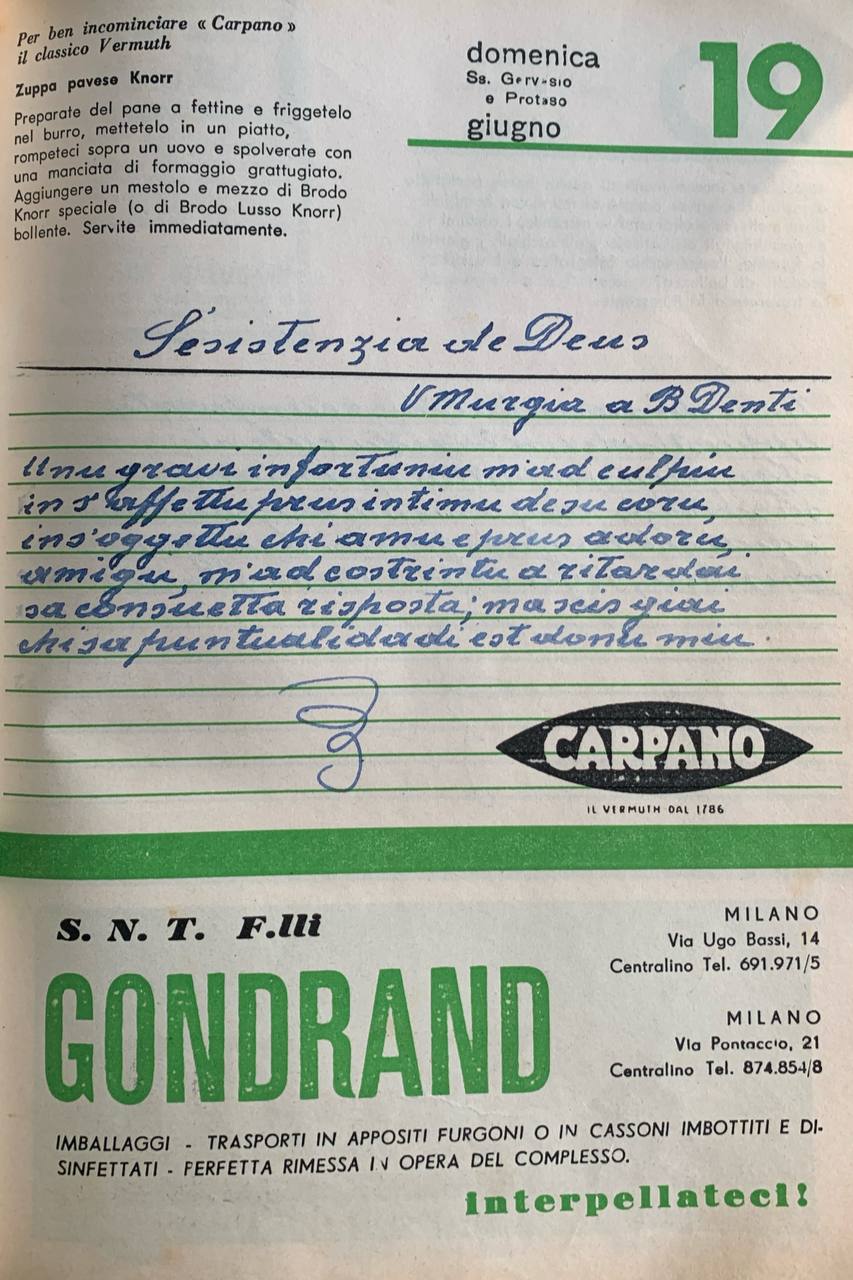 Per ben incominciare « Carpano »
il classico Vermuth
Zuppa pavese Knorr
Preparate del pane a fettine e friggetelo
nel burro, mettetelo in un piatto,
rompeteci sopra un uovo e spolverate con
una manciata di formaggio grattugiato.
Aggiungere un mestolo e mezzo di Brodo
Knorr speciale (o di Brodo Lusso Knorr)
bollente. Servite immediatamente.
domenica
Ss. Gervasio
e Protaso
giugno
19
S'esistenzia de Deus
V Murgia a B Denti
Unu gravi infortuniu m'ad culpiu
in s'affettu prus intimu de su coru,
in s'oggettu chi amu e prus adoru,
amigu, m'ad costrintu a ritardai
sa consuetta risposta; ma scis giai
chi sa puntualidadi est donu miu.
CARPANO
IL VERMUTH DAL 1786
S. N. T. F.lli
GONDRAND
MILANO
Via Ugo Bassi, 14
Centralino Tel. 691.971/5
MILANO
Via Pontaccio, 21
Centralino Tel. 874.854/8
IMBALLAGGI - TRASPORTI IN APPOSITI FURGONI O IN CASSONI IMBOTTITI E DI-
SINFETTATI - PERFETTA RIMESSA IN OPERA DEL COMPLESSO.
interpellateci!